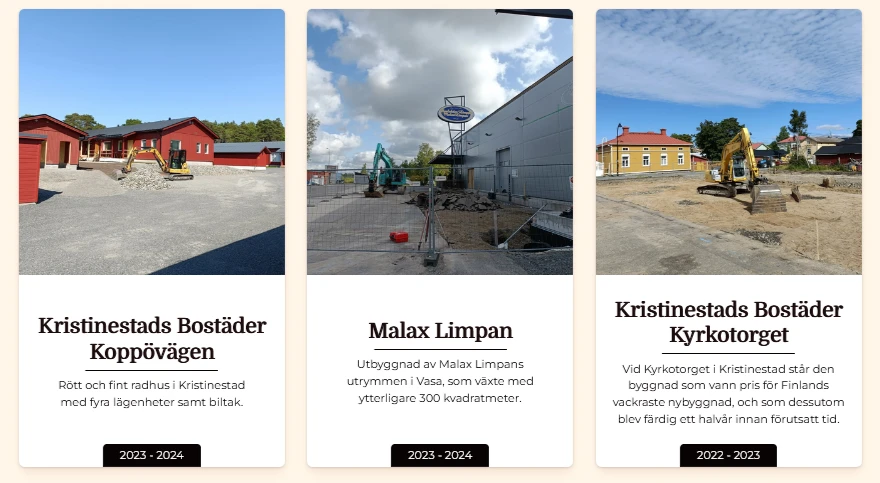 Kristinestads Bostäder
Koppövägen
Rött och fint radhus i Kristinestad
med fyra lägenheter samt biltak.
2023 - 2024
Malax Limpan
Utbyggnad av Malax Limpans
utrymmen i Vasa, som växte med
ytterligare 300 kvadratmeter.
2023 - 2024
Kristinestads Bostäder
Kyrkotorget
Vid Kyrkotorget i Kristinestad står den
byggnad som vann pris för Finlands
vackraste nybyggnad, och som dessutom
blev färdig ett halvår innan förutsatt tid.
2022 - 2023